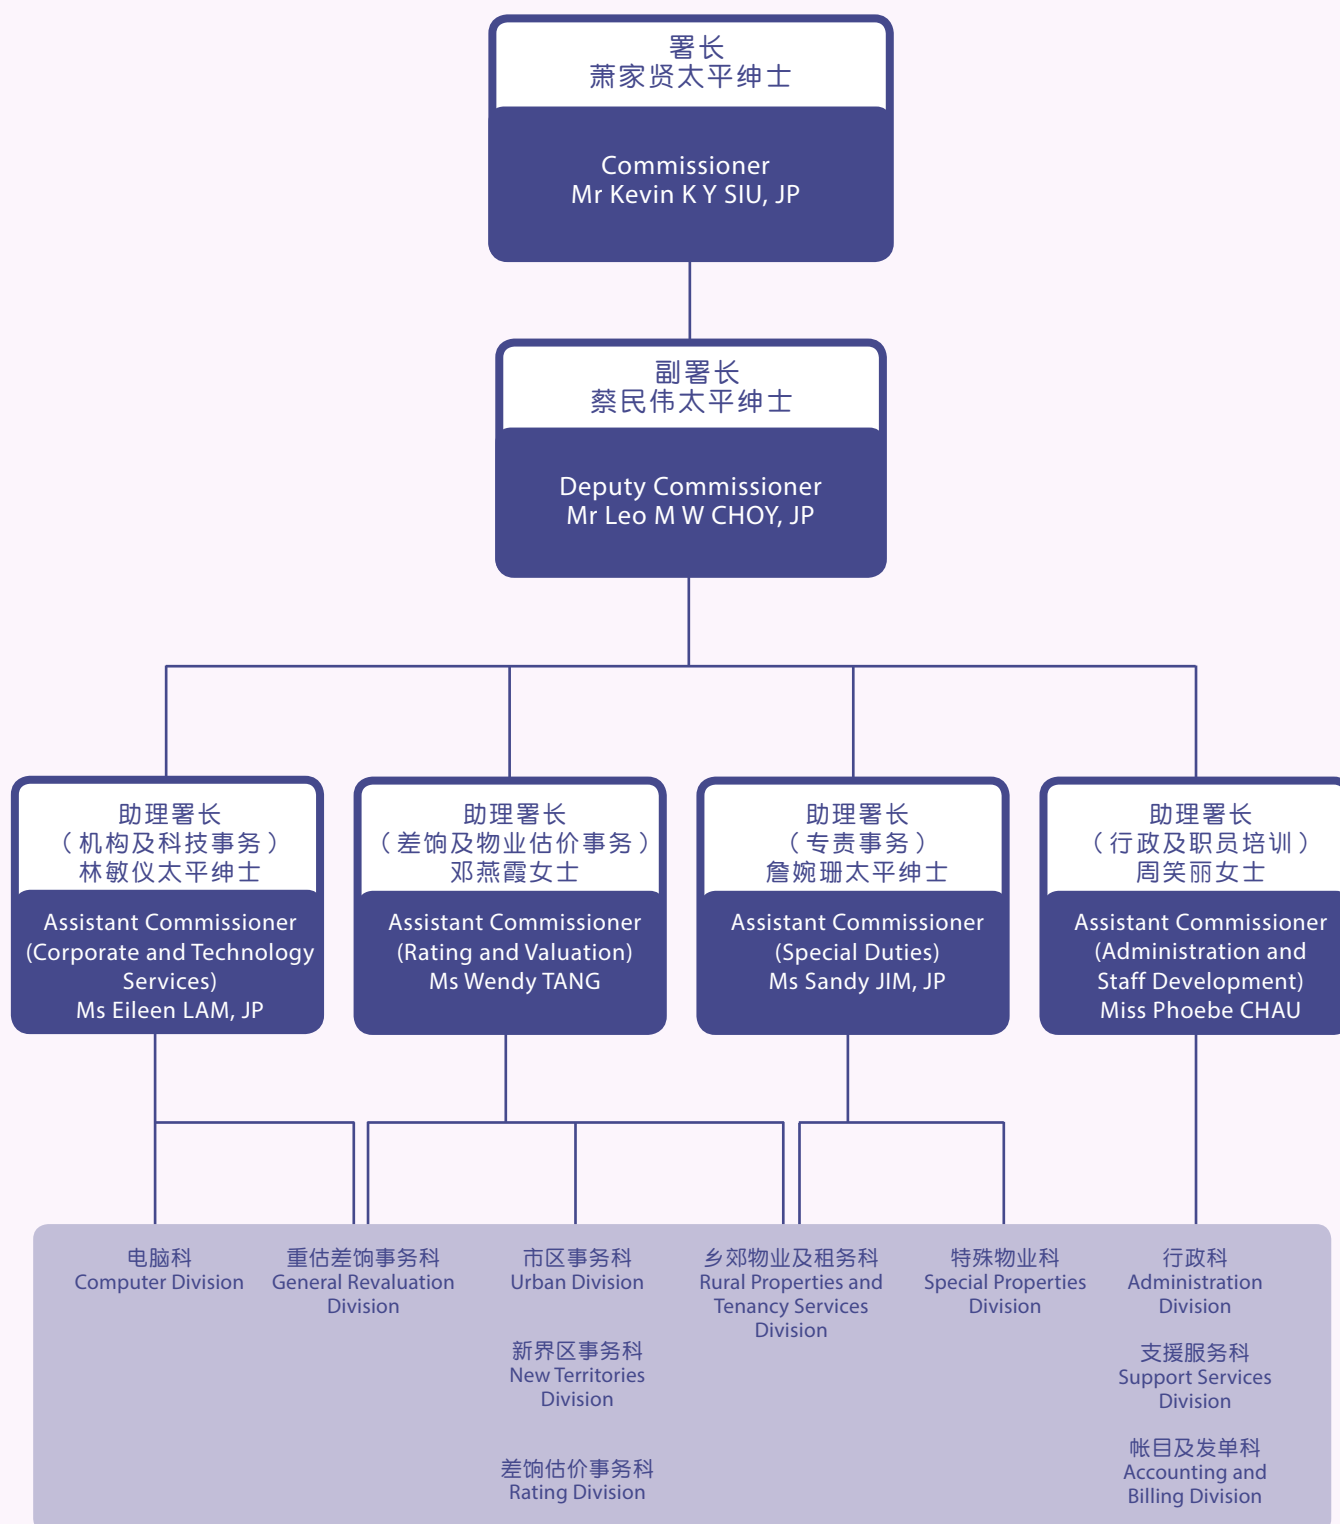 署长
萧家贤太平绅士
Commissioner
Mr Kevin K Y SIU, JP
副署长
蔡民伟太平绅士
Deputy Commissioner
Mr Leo M W CHOY, JP
助理署长
（机构及科技事务）
林敏仪太平绅士
Assistant Commissioner
(Corporate and Technology
Services)
Ms Eileen LAM, JP
助理署长
（差饷及物业估价事务）
邓燕霞女士
Assistant Commissioner
(Rating and Valuation)
Ms Wendy TANG
助理署长
（专责事务）
詹婉珊太平绅士
Assistant Commissioner
(Special Duties)
Ms Sandy JIM, JP
助理署长
（行政及职员培训）
周笑丽女士
Assistant Commissioner
(Administration and
Staff Development)
Miss Phoebe CHAU
电脑科
Computer Division
重估差饷事务科
General Revaluation
Division
市区事务科
Urban Division
新界区事务科
New Territories
Division
差饷估价事务科
Rating Division
乡郊物业及租务科
Rural Properties and
Tenancy Services
Division
特殊物业科
Special Properties
Division
行政科
Administration
Division
支援服务科
Support Services
Division
帐目及发单科
Accounting and
Billing Division